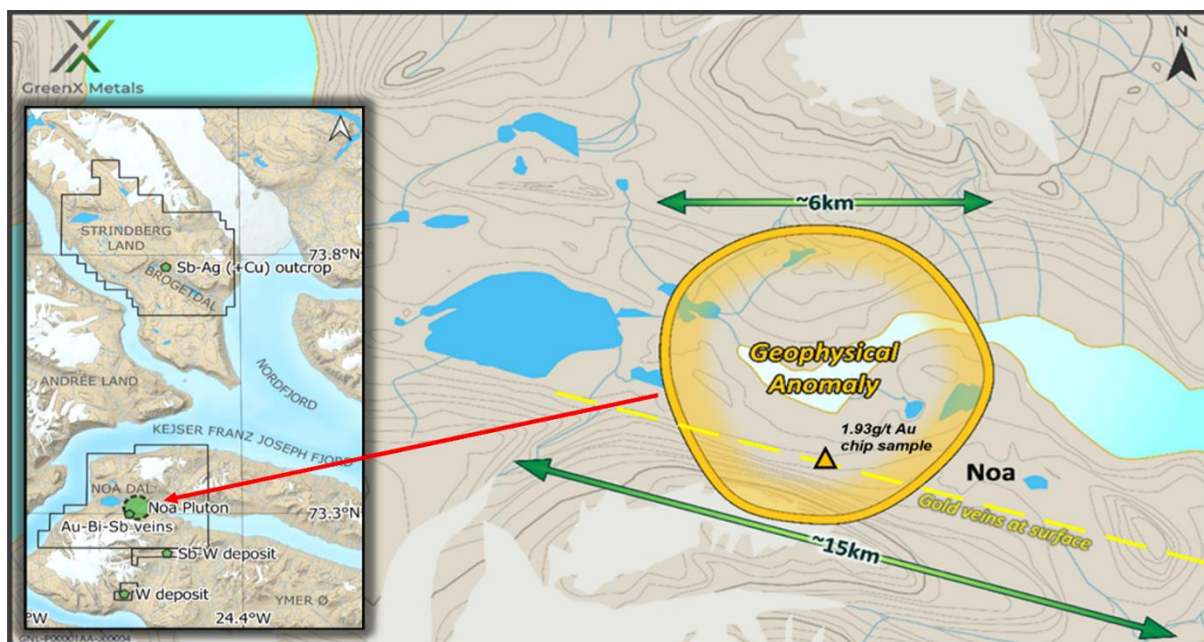 GreenX Metals
N
~6km
Geophysical
Anomaly
1.93g/t Au
chip sample
Noa
Gold veins at surface
~15km
STRINDBERG
LAND
73.8°N
Sb-Ag (+Cu) outcrop
BROGETDAL
NORDFJORD
ANDRÉE LAND
KEJSER FRANZ JOSEPH FJORD
NOA DAL
Noa Pluton
73.3°N
Au-Bi-Sb veins
Sb-W deposit
W deposit
YMER Ø
°W
24.4°W